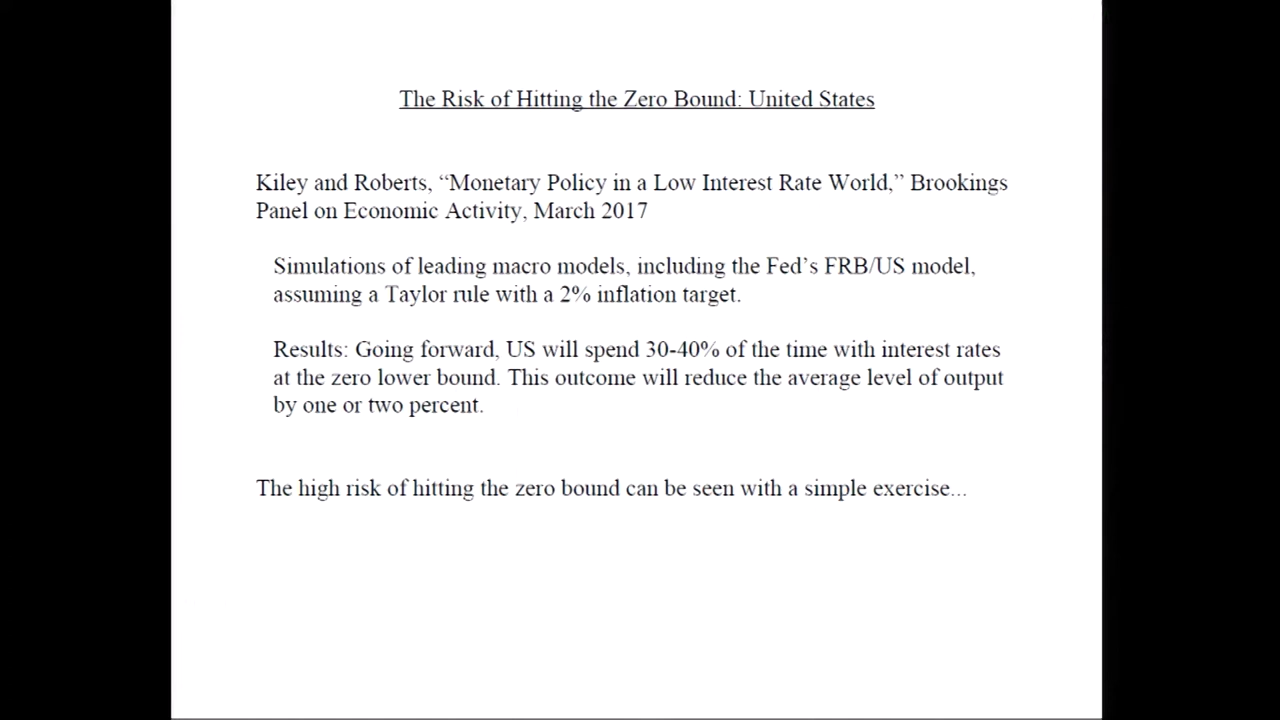 The Risk of Hitting the Zero Bound: United States
Kiley and Roberts, “Monetary Policy in a Low Interest Rate World,” Brookings
Panel on Economic Activity, March 2017
Simulations of leading macro models, including the Fed’s FRB/US model,
assuming a Taylor rule with a 2% inflation target.
Results: Going forward, US will spend 30-40% of the time with interest rates
at the zero lower bound. This outcome will reduce the average level of output
by one or two percent.
The high risk of hitting the zero bound can be seen with a simple exercise...